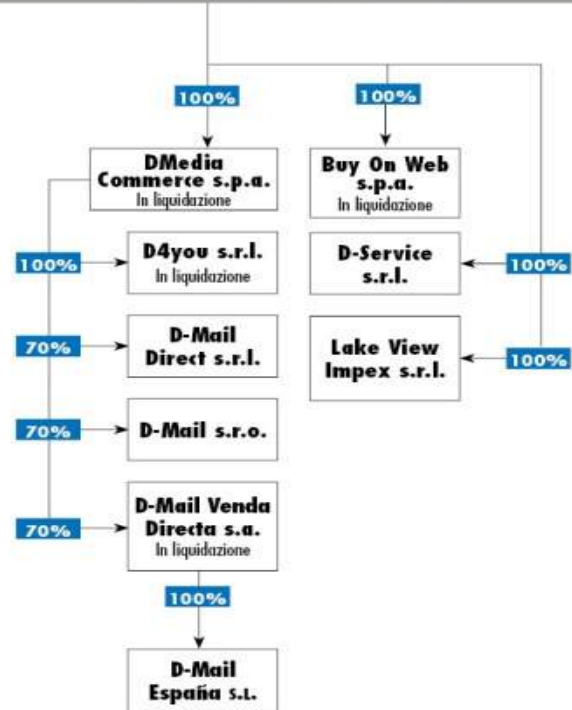 100%
100%
DMedia
Commerce s.p.a.
In liquidazione
Buy On Web
s.p.a.
In liquidazione
100%
D4you s.r.l.
In liquidazione
D-Service
s.r.l.
100%
70%
D-Mail
Direct s.r.l.
Lake View
Impex s.r.l.
100%
70%
D-Mail s.r.o.
70%
D-Mail Venda
Directa s.a.
In liquidazione
100%
D-Mail
España S.L.